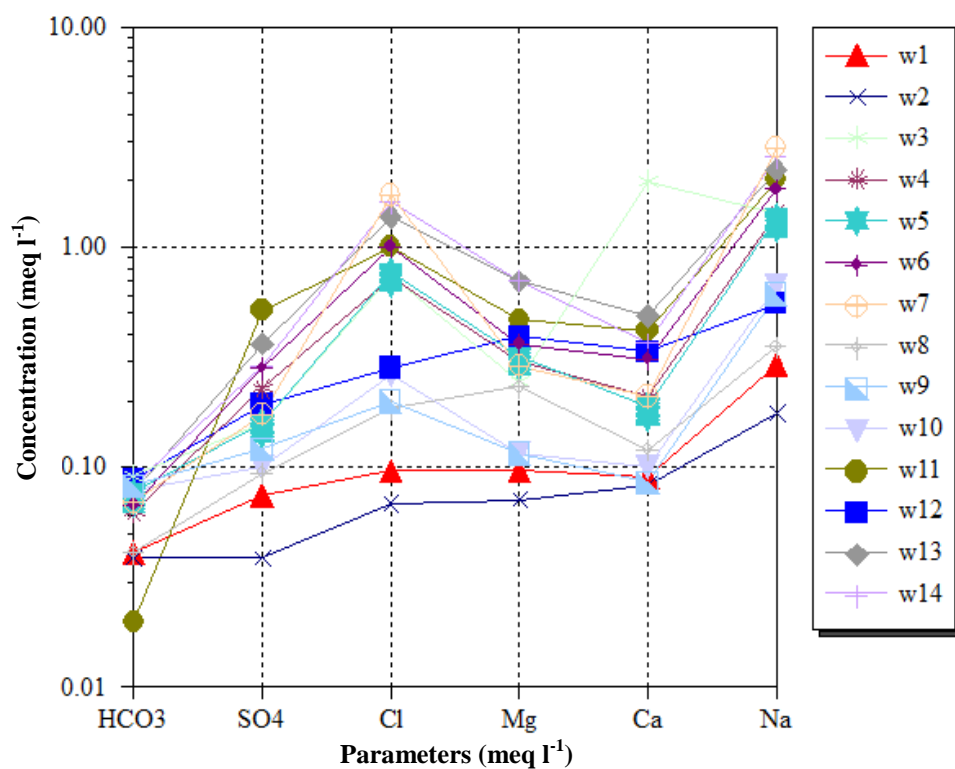 10.00
1.00
0.10
0.01
Concentration (meq l-1)
HCO3 SO4 Cl Mg Ca Na
Parameters (meq l-1)
w1
w2
w3
w4
w5
w6
w7
w8
w9
w10
w11
w12
w13
w14